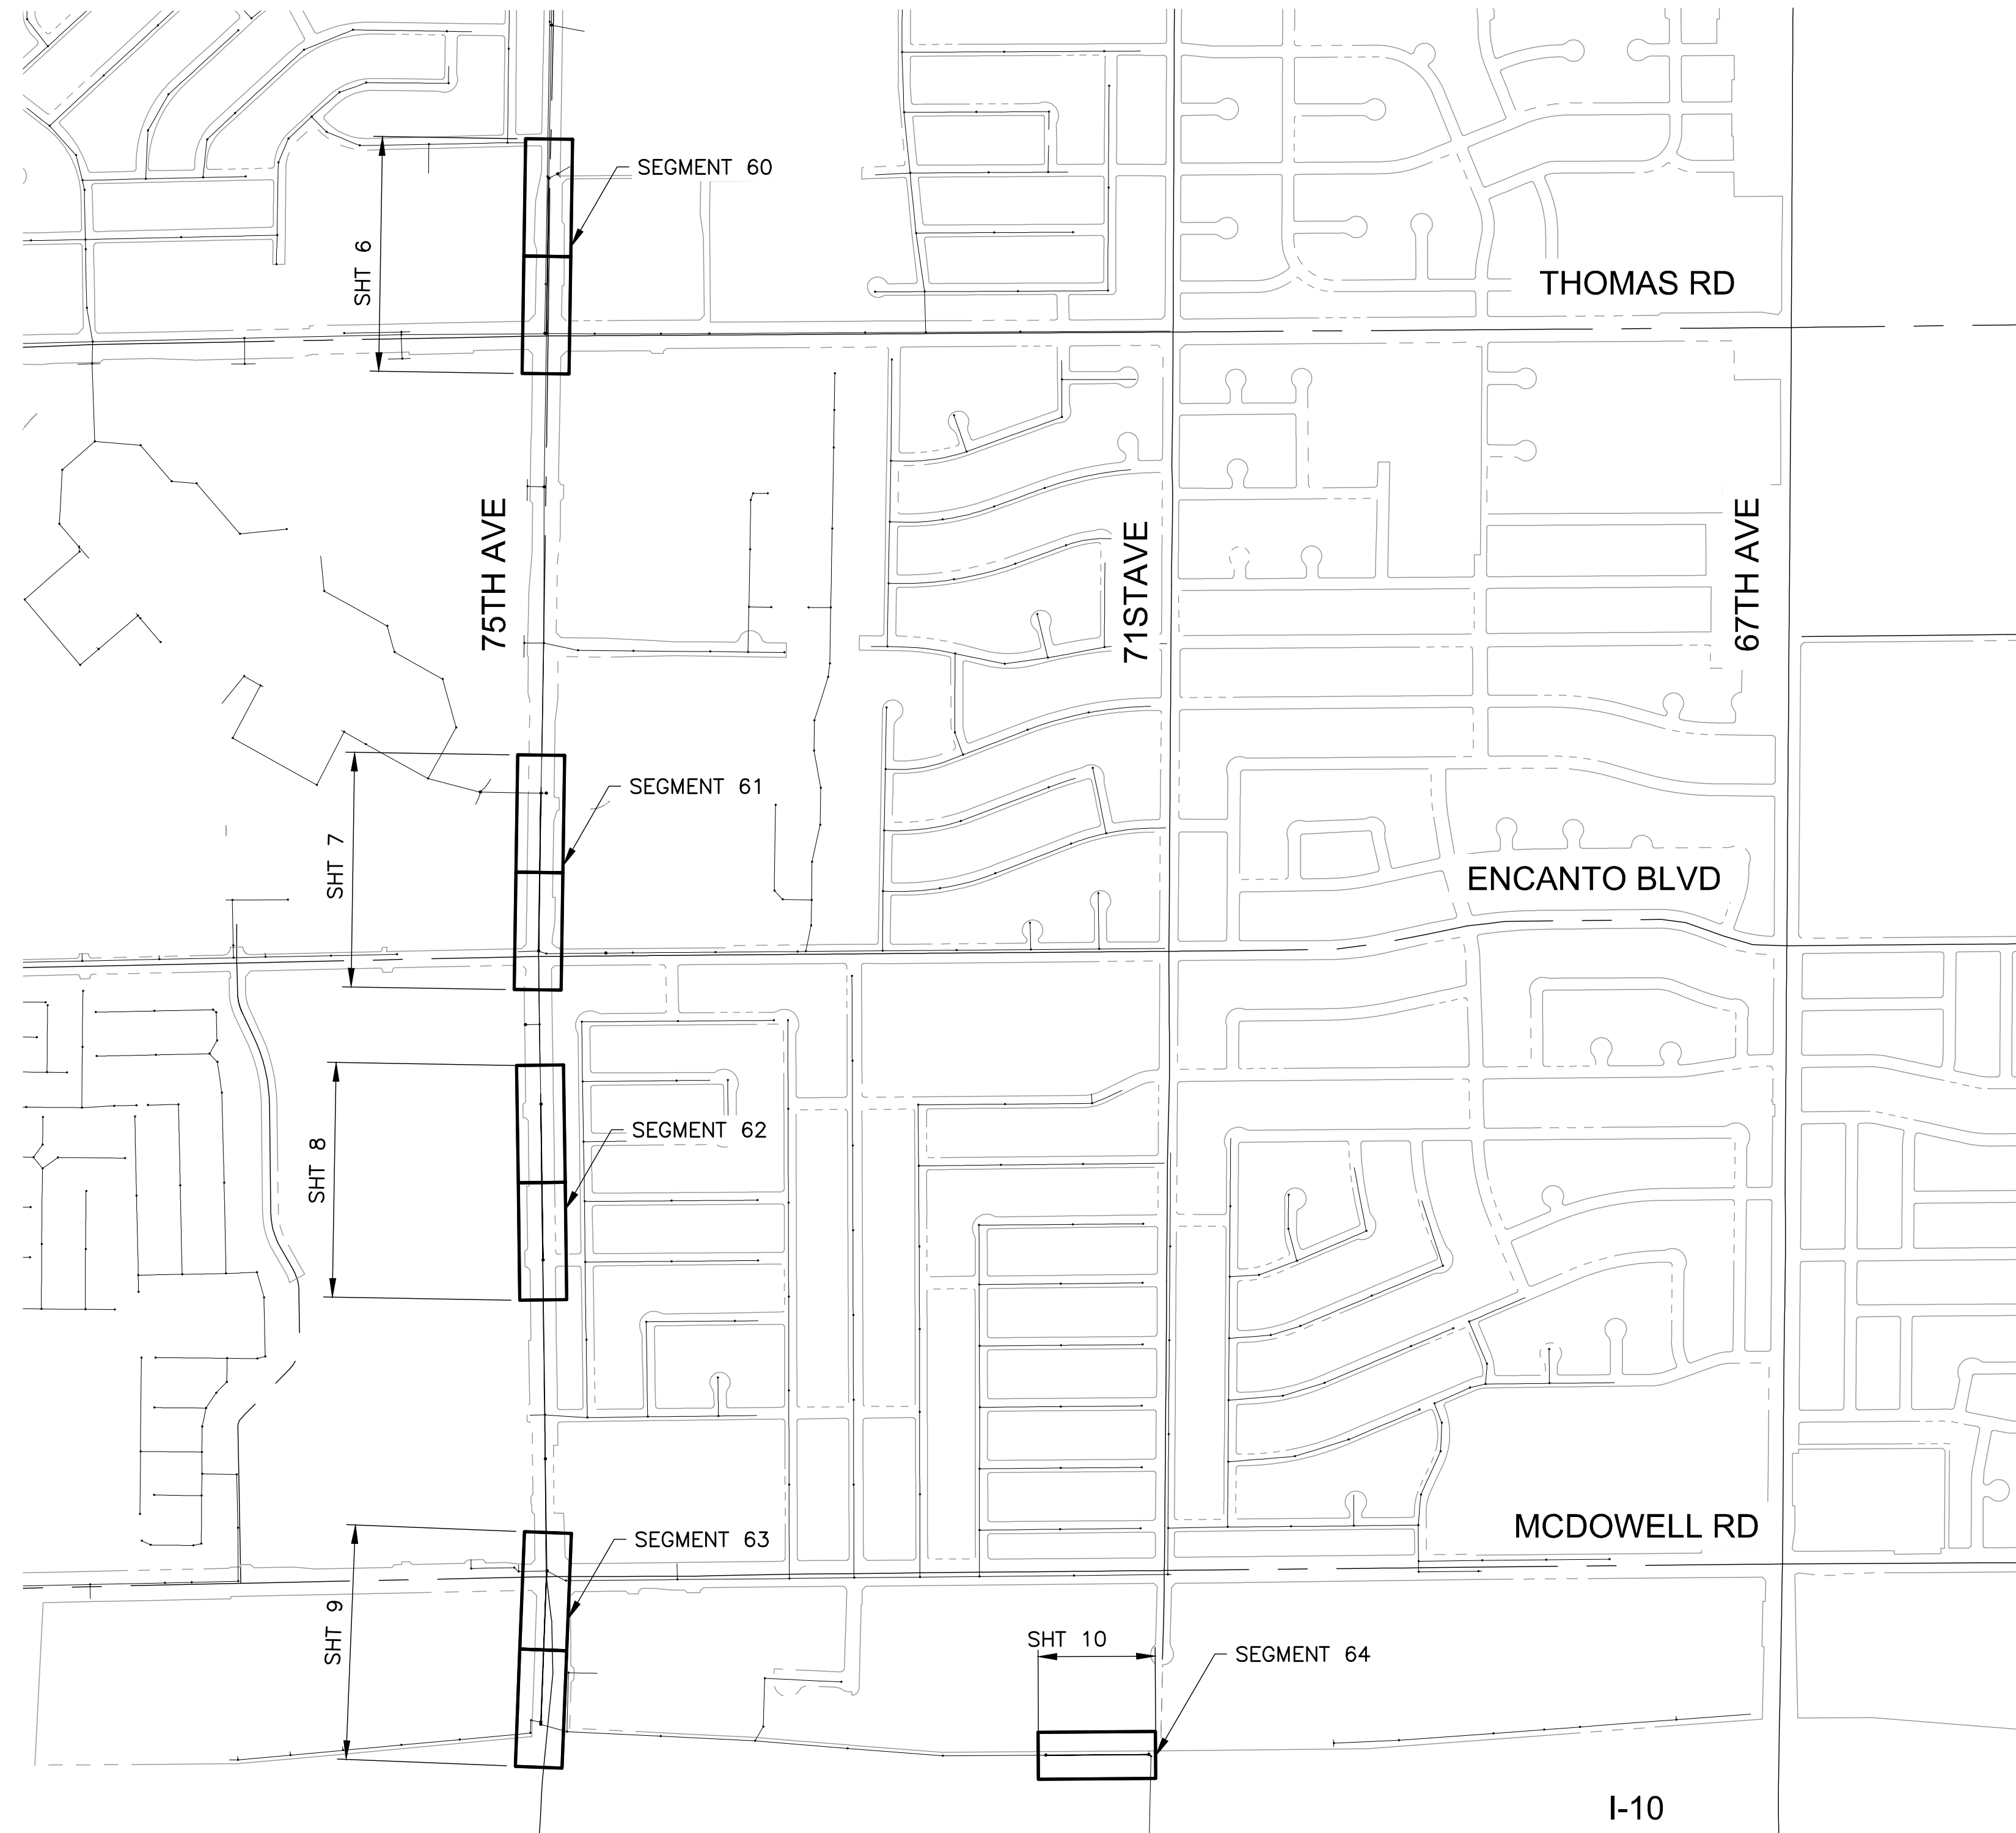 SEGMENT 60
SHT 6
THOMAS RD
75TH AVE
71STAVE
67TH AVE
SEGMENT 61
SHT 7
ENCANTO BLVD
SEGMENT 62
SHT 8
MCDOWELL RD
SEGMENT 63
SHT 9
SHT 10
SEGMENT 64
I-10